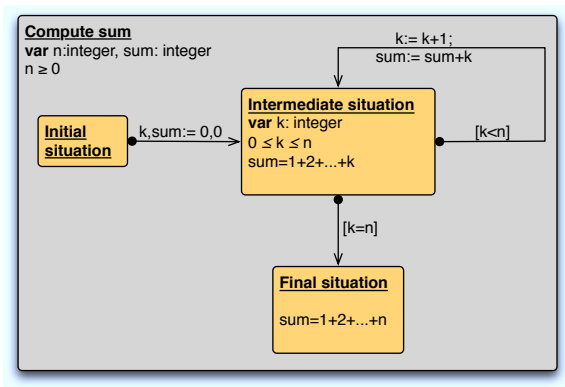 Compute sum
var n:integer, sum: integer
n ≥ 0
k:= k+1;
sum:= sum+k
Initial
situation
k,sum:= 0,0
Intermediate situation
var k: integer
0 ≤ k ≤ n
sum=1+2+...+k
[k<n]
[k=n]
Final situation
sum=1+2+...+n